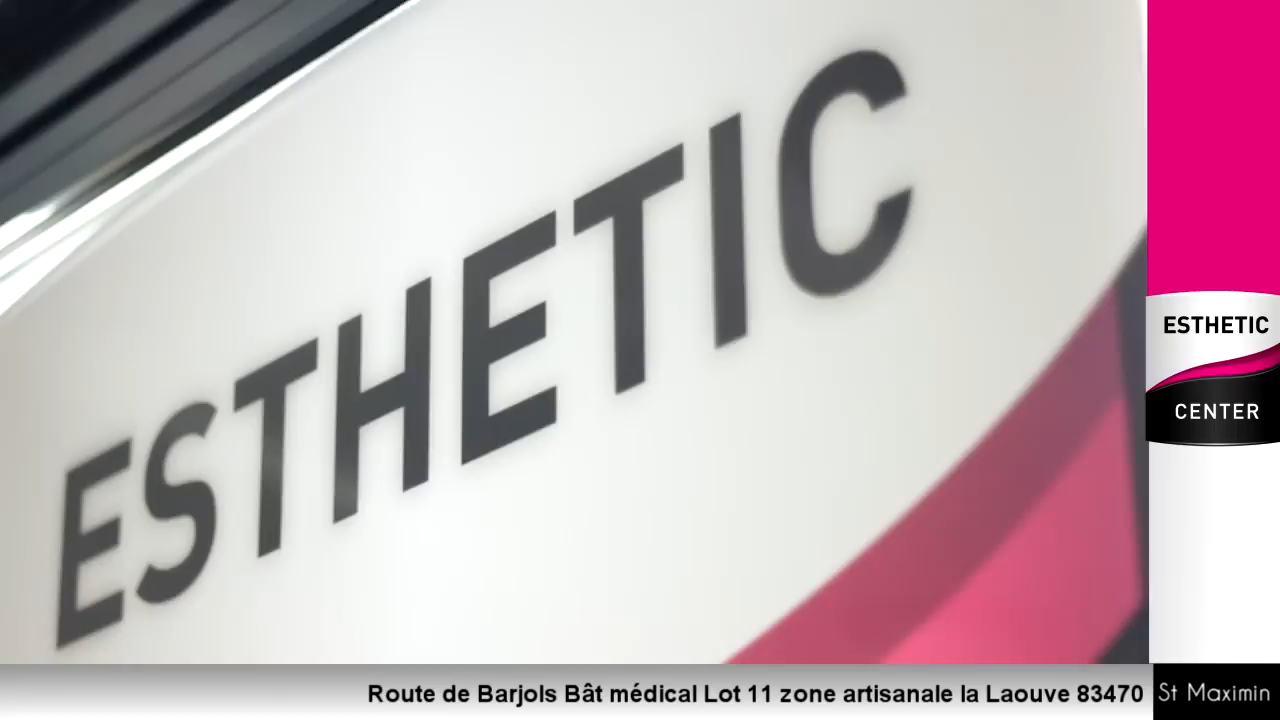 ESTHETIC
ESTHETIC
CENTER
Route de Barjols Bât médical Lot 11 zone artisanale la Laouve 83470
St Maximin